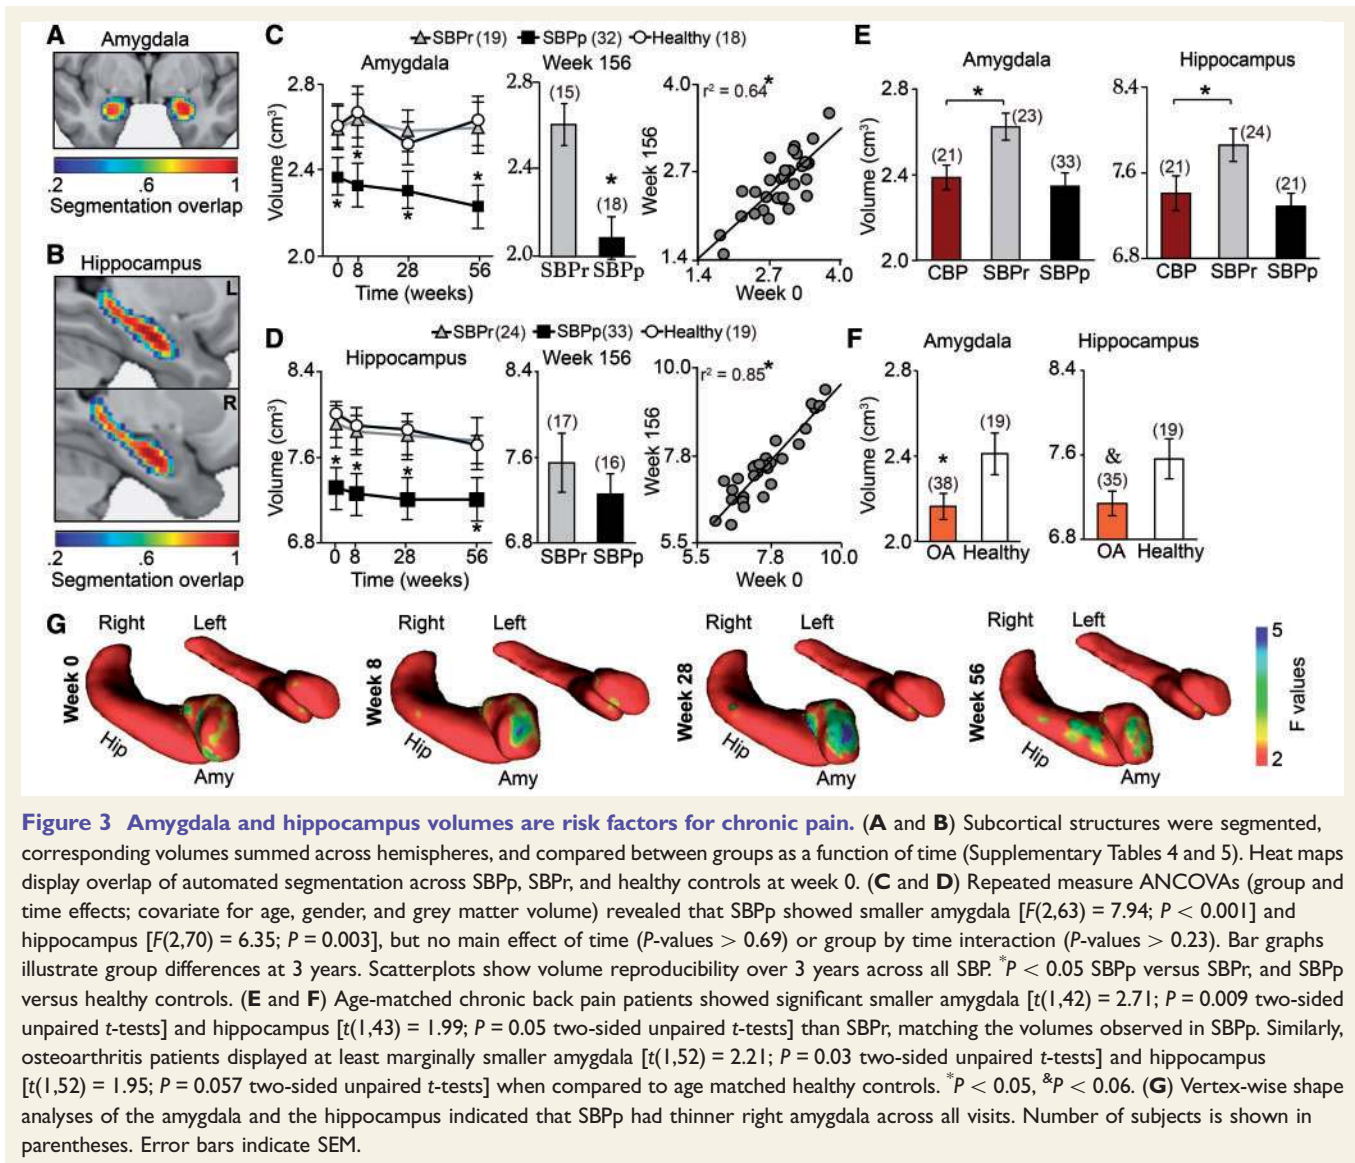 A
Amygdala
.2 .6 1
Segmentation overlap
B
Hippocampus
L
R
.2 .6 1
Segmentation overlap
C
SBPr (19) SBPp (32) Healthy (18)
Amygdala
Volume (cm³)
2.8
2.4
2.0
*
*
*
*
0 8 28 56
Time (weeks)
Week 156
2.8
2.4
2.0
(15)
*
(18)
SBPr SBPp
r² = 0.64*
Week 156
4.0
2.7
1.4
1.4 2.7 4.0
Week 0
D
SBPr (24) SBPp(33) Healthy (19)
Hippocampus
Volume (cm³)
8.4
7.6
6.8
* * *
*
0 8 28 56
Time (weeks)
Week 156
8.4
7.6
6.8
(17)
(16)
SBPr SBPp
r² = 0.85*
Week 156
10.0
7.8
5.5
5.5 7.8 10.0
Week 0
E
Amygdala
Volume (cm³)
2.8
2.4
2.0
*
(21) (23) (33)
CBP SBPr SBPp
Hippocampus
8.4
7.6
6.8
*
(21) (24) (21)
CBP SBPr SBPp
F
Amygdala
Volume (cm³)
2.8
2.4
2.0
*
(38) (19)
OA Healthy
Hippocampus
8.4
7.6
6.8
&
(35) (19)
OA Healthy
G
Right Left
Week 0
Hip
Amy
Right Left
Week 8
Amy
Right Left
Week 28
Hip
Amy
Right Left
Week 56
Hip
Amy
5
F values
2
Figure 3 Amygdala and hippocampus volumes are risk factors for chronic pain. (A and B) Subcortical structures were segmented,
corresponding volumes summed across hemispheres, and compared between groups as a function of time (Supplementary Tables 4 and 5). Heat maps
display overlap of automated segmentation across SBPp, SBPr, and healthy controls at week 0. (C and D) Repeated measure ANCOVAs (group and
time effects; covariate for age, gender, and grey matter volume) revealed that SBPp showed smaller amygdala [F(2,63) = 7.94; P < 0.001] and
hippocampus [F(2,70) = 6.35; P = 0.003], but no main effect of time (P-values > 0.69) or group by time interaction (P-values > 0.23). Bar graphs
illustrate group differences at 3 years. Scatterplots show volume reproducibility over 3 years across all SBP. *P < 0.05 SBPp versus SBPr, and SBPp
versus healthy controls. (E and F) Age-matched chronic back pain patients showed significant smaller amygdala [t(1,42) = 2.71; P = 0.009 two-sided
unpaired t-tests] and hippocampus [t(1,43) = 1.99; P = 0.05 two-sided unpaired t-tests] than SBPr, matching the volumes observed in SBPp. Similarly,
osteoarthritis patients displayed at least marginally smaller amygdala [t(1,52) = 2.21; P = 0.03 two-sided unpaired t-tests] and hippocampus
[t(1,52) = 1.95; P = 0.057 two-sided unpaired t-tests] when compared to age matched healthy controls. *P < 0.05, &P < 0.06. (G) Vertex-wise shape
analyses of the amygdala and the hippocampus indicated that SBPp had thinner right amygdala across all visits. Number of subjects is shown in
parentheses. Error bars indicate SEM.